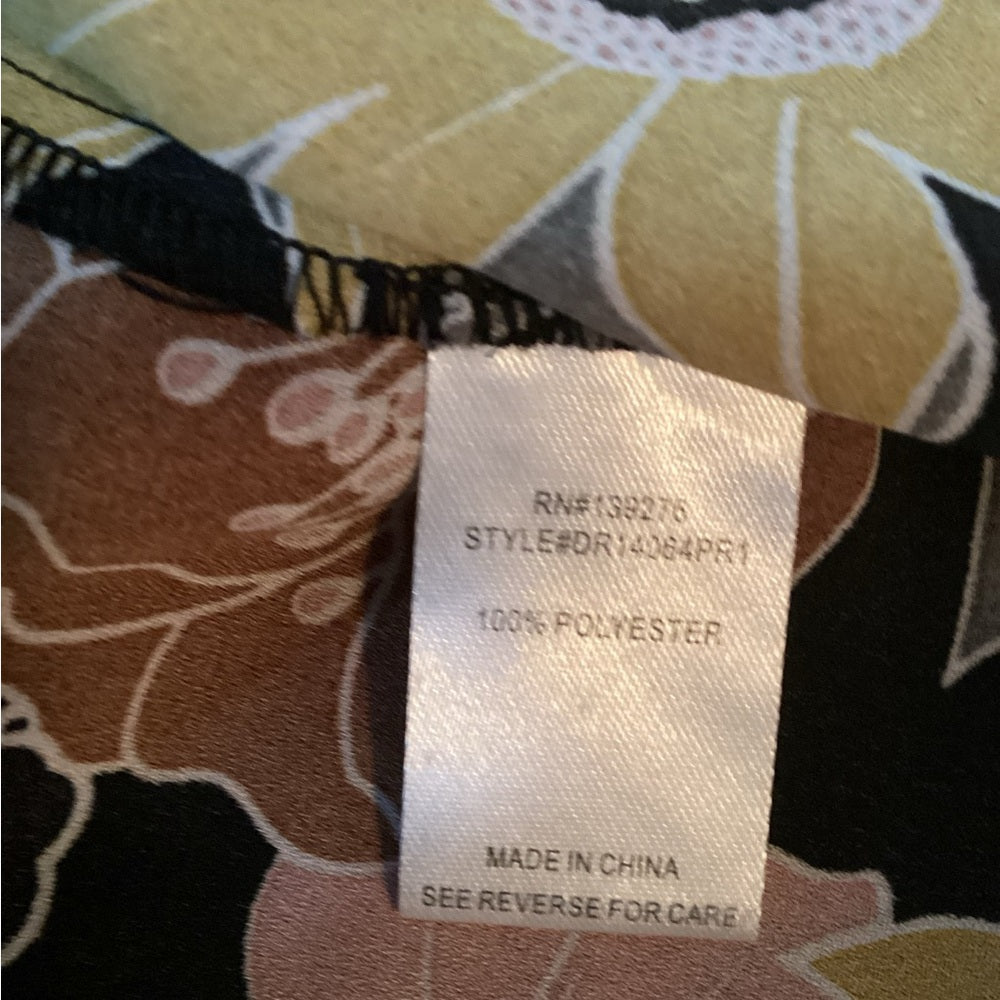 RN#139276
STYLE#DR14064PR1
100% POLYESTER
MADE IN CHINA
SEE REVERSE FOR CARE